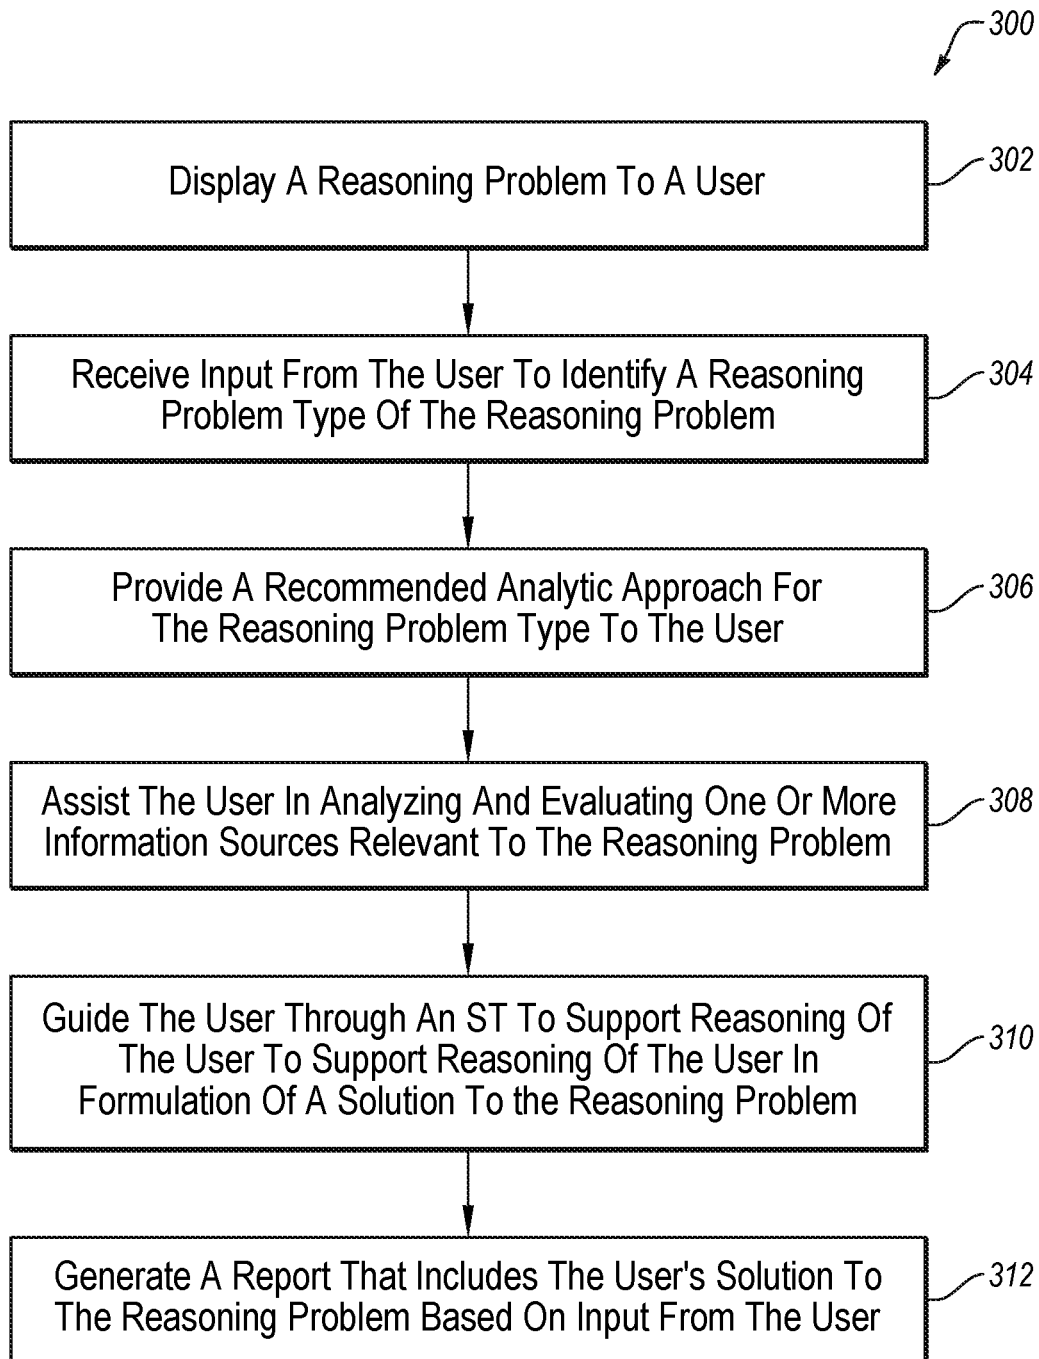 300
Display A Reasoning Problem To A User
302
Receive Input From The User To Identify A Reasoning
Problem Type Of The Reasoning Problem
304
Provide A Recommended Analytic Approach For
The Reasoning Problem Type To The User
306
Assist The User In Analyzing And Evaluating One Or More
Information Sources Relevant To The Reasoning Problem
308
Guide The User Through An ST To Support Reasoning Of
The User To Support Reasoning Of The User In
Formulation Of A Solution To the Reasoning Problem
310
Generate A Report That Includes The User's Solution To
The Reasoning Problem Based On Input From The User
312